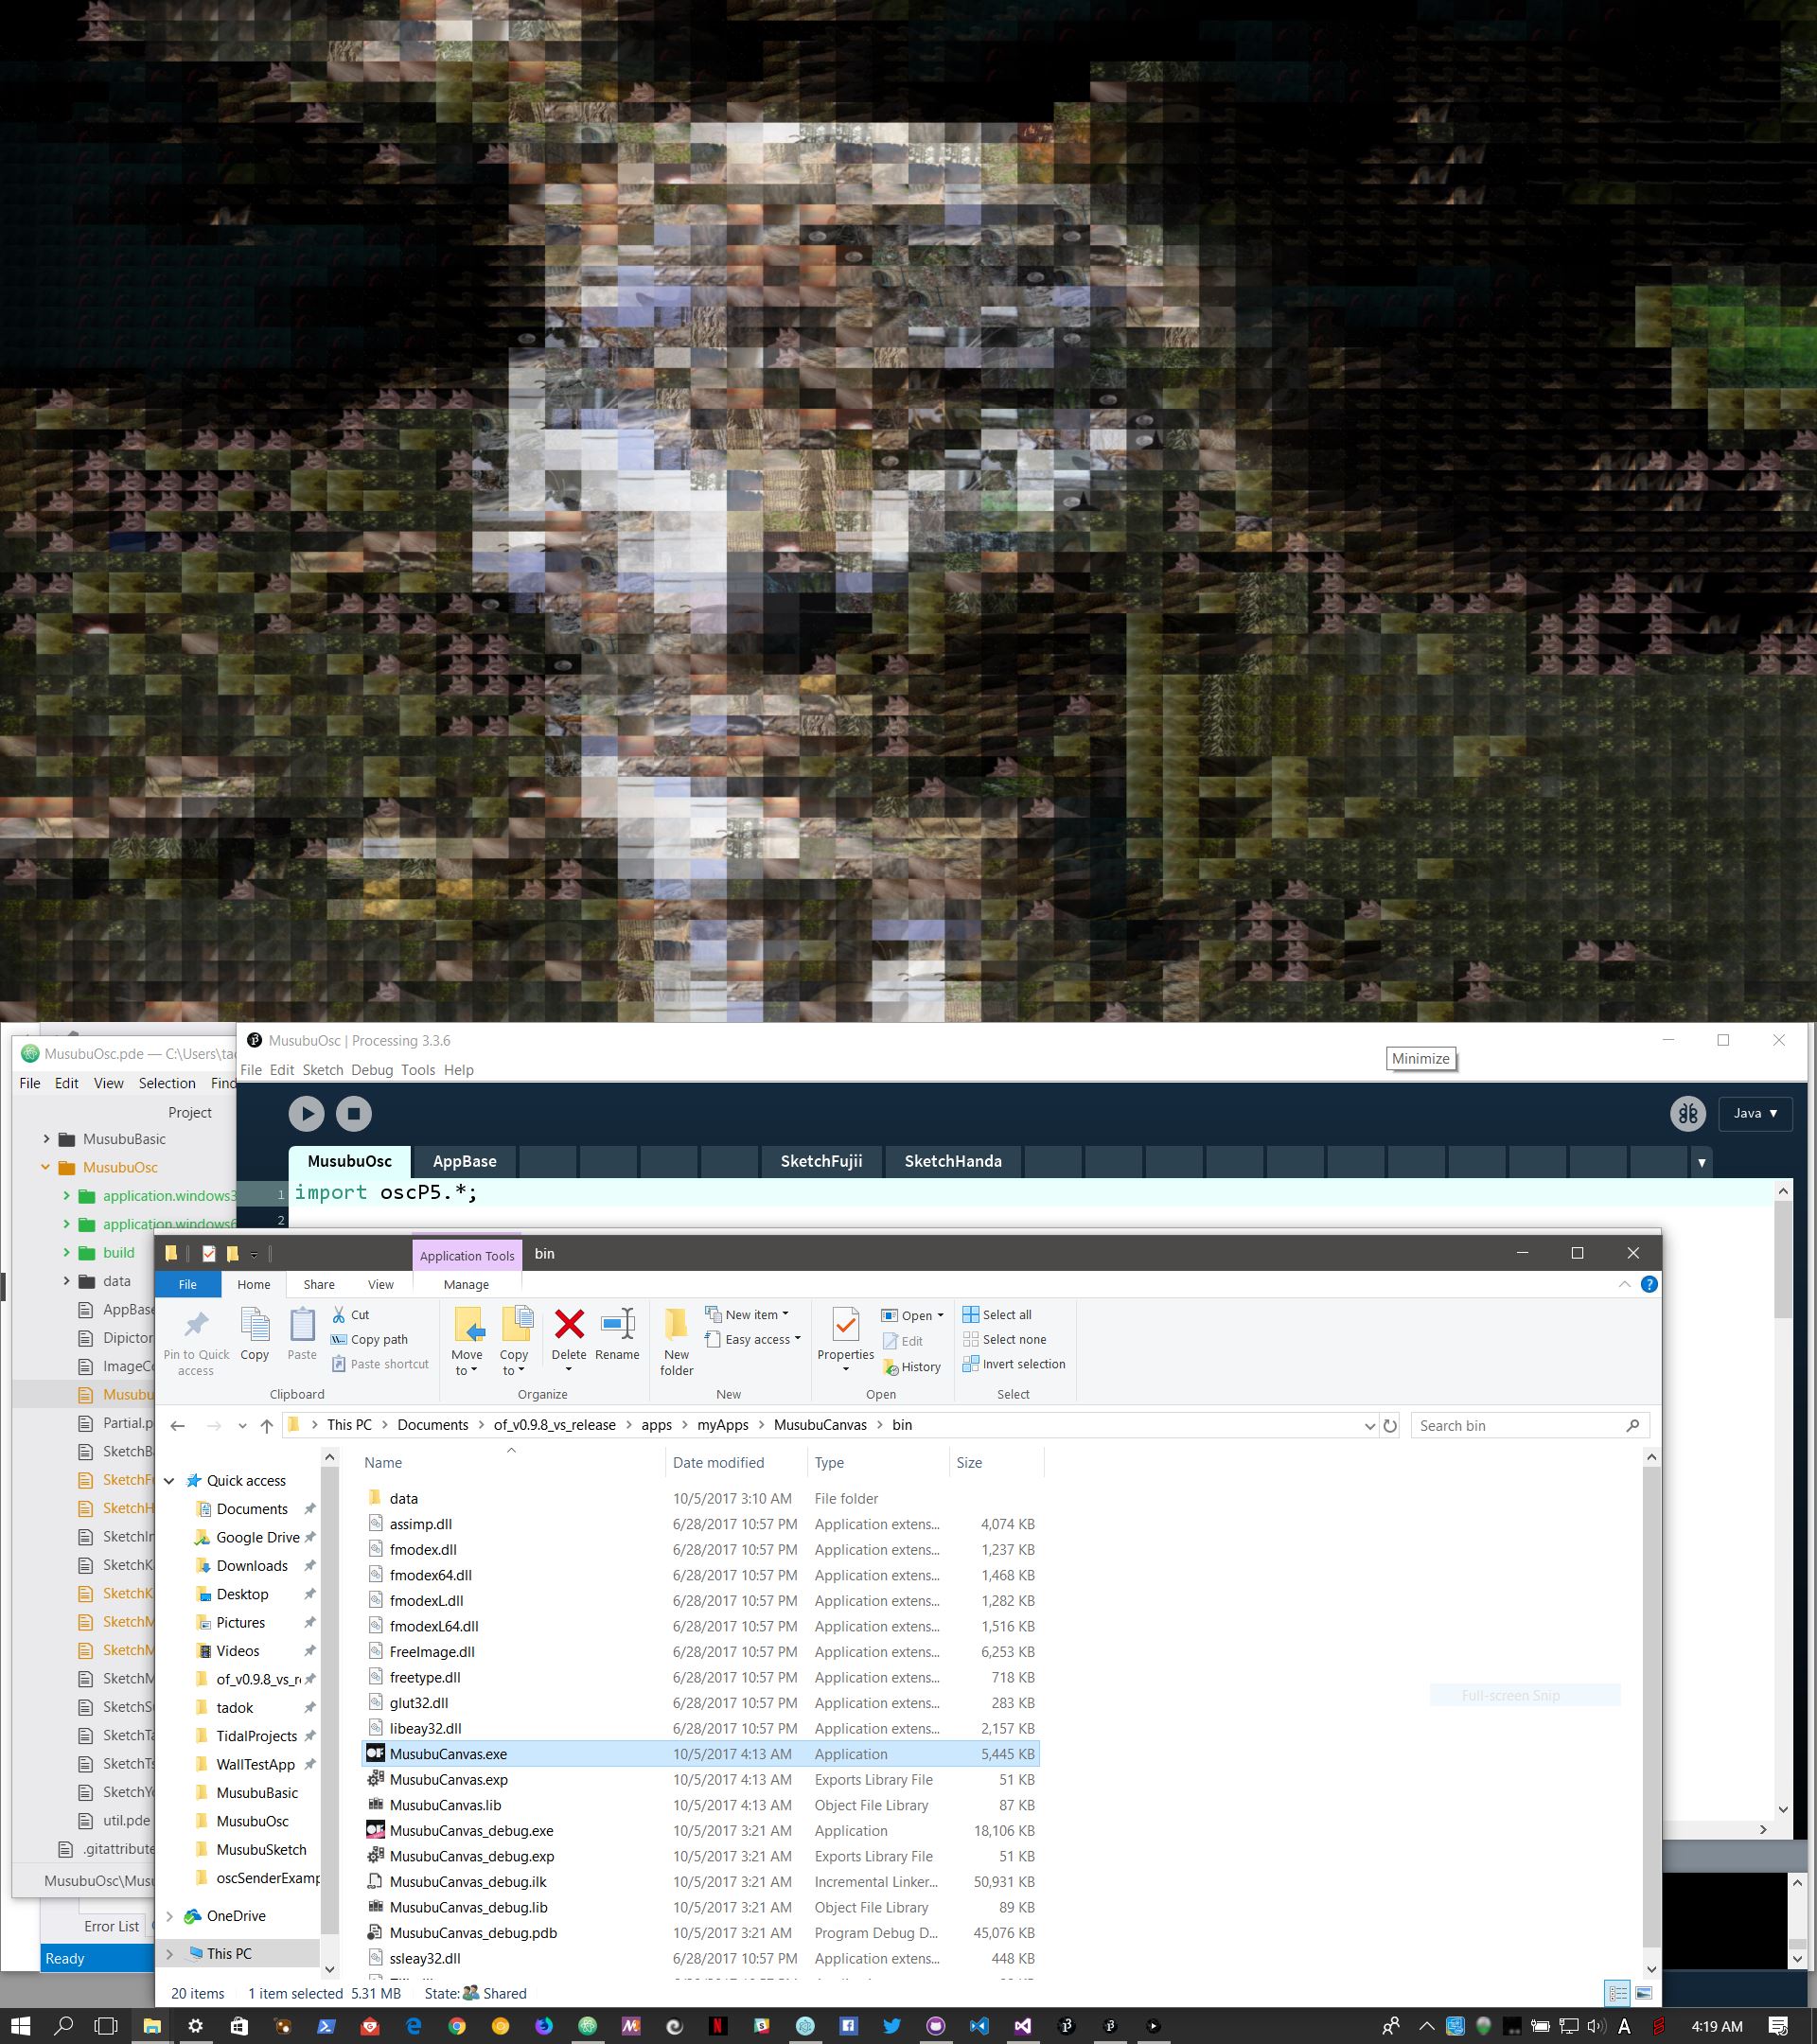 MusubuOsc.pde — C:\Users\tad
File Edit View Selection Find
Project
MusubuBasic
MusubuOsc
application.windows3
application.windows6
build
data
AppBase
Dipictor
ImageCo
Musubu
Partial.p
SketchBa
SketchFu
SketchH
SketchIn
SketchK
SketchK
SketchM
SketchM
SketchM
SketchS
SketchTa
SketchTs
SketchYo
util.pde
.gitattribute
MusubuOsc\Musu
Error List
Ready
MusubuOsc | Processing 3.3.6
Minimize
File Edit Sketch Debug Tools Help
Java ▼
MusubuOsc AppBase SketchFujii SketchHanda ▼
1 import oscP5.*;
2
Application Tools bin
File Home Share View Manage
Pin to Quick access
Copy
Paste
Cut
Copy path
Paste shortcut
Clipboard
Move to
Copy to
Delete
Rename
Organize
New folder
New item
Easy access
New
Properties
Open
Edit
History
Open
Select all
Select none
Invert selection
Select
This PC > Documents > of_v0.9.8_vs_release > apps > myApps > MusubuCanvas > bin
Search bin
Quick access
Documents
Google Drive
Downloads
Desktop
Pictures
Videos
of_v0.9.8_vs_r
tadok
TidalProjects
WallTestApp
MusubuBasic
MusubuOsc
MusubuSketch
oscSenderExamp
OneDrive
This PC
Name Date modified Type Size
data 10/5/2017 3:10 AM File folder
assimp.dll 6/28/2017 10:57 PM Application extens... 4,074 KB
fmodex.dll 6/28/2017 10:57 PM Application extens... 1,237 KB
fmodex64.dll 6/28/2017 10:57 PM Application extens... 1,468 KB
fmodexL.dll 6/28/2017 10:57 PM Application extens... 1,282 KB
fmodexL64.dll 6/28/2017 10:57 PM Application extens... 1,516 KB
FreeImage.dll 6/28/2017 10:57 PM Application extens... 6,253 KB
freetype.dll 6/28/2017 10:57 PM Application extens... 718 KB
glut32.dll 6/28/2017 10:57 PM Application extens... 283 KB
libeay32.dll 6/28/2017 10:57 PM Application extens... 2,157 KB
MusubuCanvas.exe 10/5/2017 4:13 AM Application 5,445 KB
MusubuCanvas.exp 10/5/2017 4:13 AM Exports Library File 51 KB
MusubuCanvas.lib 10/5/2017 4:13 AM Object File Library 87 KB
MusubuCanvas_debug.exe 10/5/2017 3:21 AM Application 18,106 KB
MusubuCanvas_debug.exp 10/5/2017 3:21 AM Exports Library File 51 KB
MusubuCanvas_debug.ilk 10/5/2017 3:21 AM Incremental Linker... 50,931 KB
MusubuCanvas_debug.lib 10/5/2017 3:21 AM Object File Library 89 KB
MusubuCanvas_debug.pdb 10/5/2017 3:21 AM Program Debug D... 45,076 KB
ssleay32.dll 6/28/2017 10:57 PM Application extens... 448 KB
Full-screen Snip
20 items 1 item selected 5.31 MB State: Shared
A 4:19 AM